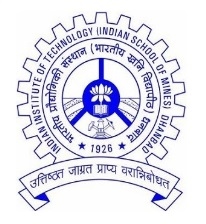 INDIAN INSTITUTE OF TECHNOLOGY (INDIAN SCHOOL OF MINES) DHANBAD
भारतीय प्रौद्योगिकी संस्थान (भारतीय खनि विद्यापीठ) धनबाद
* 1926 *
उत्तिष्ठत जाग्रत प्राप्य वरान्निबोधत